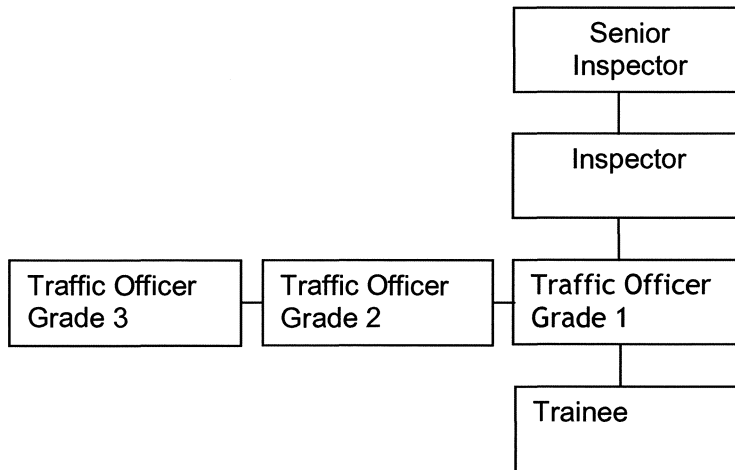 Senior
Inspector
Inspector
Traffic Officer
Grade 3
Traffic Officer
Grade 2
Traffic Officer
Grade 1
Trainee